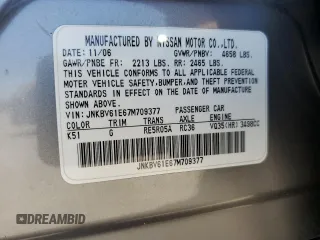 MANUFACTURED BY NISSAN MOTOR CO.,LTD.
DATE: 11/06 GVWR/PNBV: 4658 LBS.
GAWR/PNBE FR: 2213 LBS. RR: 2465 LBS.
THIS VEHICLE CONFORMS TO ALL APPLICABLE FEDERAL
MOTOR VEHICLE SAFETY, BUMPER, AND THEFT
PREVENTION STANDARDS IN EFFECT ON THE DATE OF
MANUFACTURE SHOWN ABOVE.
VIN: JNKBV61E67M709377 PASSENGER CAR
COLOR TRIM TRANS AXLE ENGINE
K51 G RE5R05A RC36 VQ35(HR) 3498CC
JNKBV61E67M709377
DREAMBID